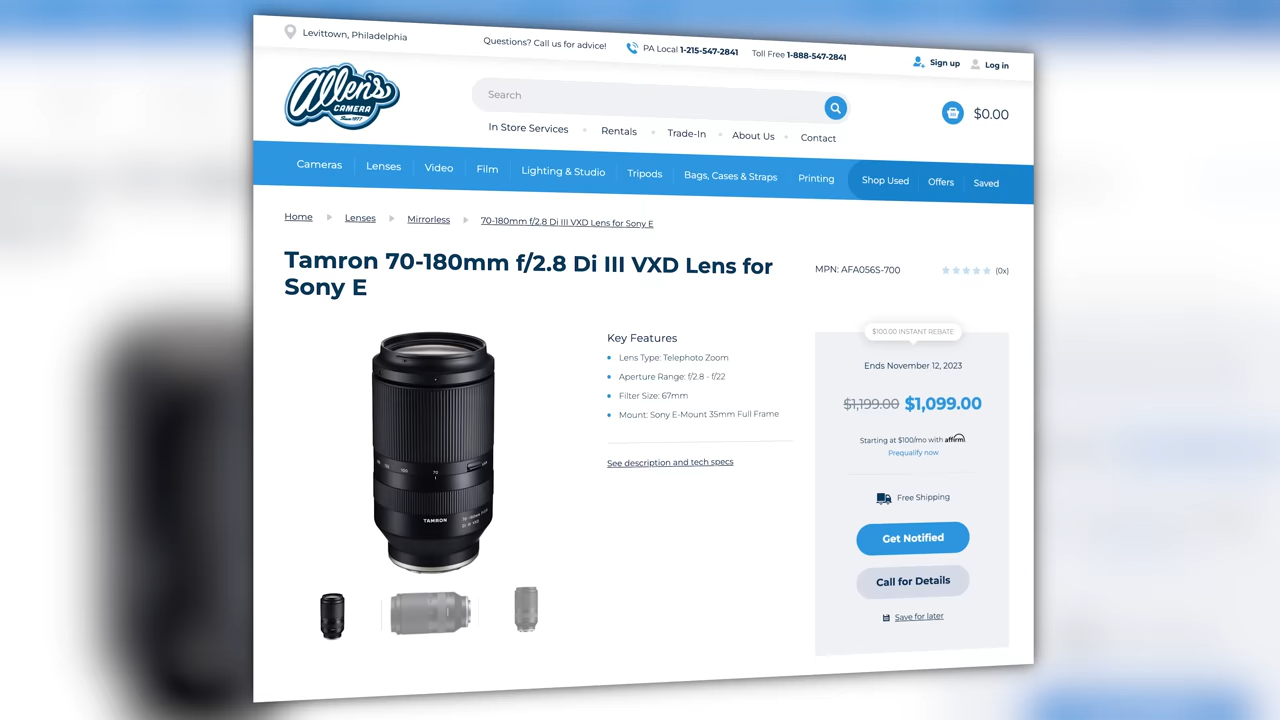 Levittown, Philadelphia
Questions? Call us for advice!
PA Local 1-215-547-2841
Toll Free 1-888-547-2841
Sign up
Log in
Allen's
CAMERA
Since 1977
Search
$0.00
In Store Services
Rentals
Trade-In
About Us
Contact
Cameras
Lenses
Video
Film
Lighting & Studio
Tripods
Bags, Cases & Straps
Printing
Shop Used
Offers
Saved
Home
Lenses
Mirrorless
70-180mm f/2.8 Di III VXD Lens for Sony E
Tamron 70-180mm f/2.8 Di III VXD Lens for
Sony E
MPN: AFA056S-700
(0x)
$100.00 INSTANT REBATE
Key Features
Lens Type: Telephoto Zoom
Aperture Range: f/2.8 - f/22
Filter Size: 67mm
Mount: Sony E-Mount 35mm Full Frame
See description and tech specs
Ends November 12, 2023
$1,199.00 $1,099.00
Starting at $100/mo with affirm.
Prequalify now
Free Shipping
Get Notified
Call for Details
Save for later
70
TAMRON